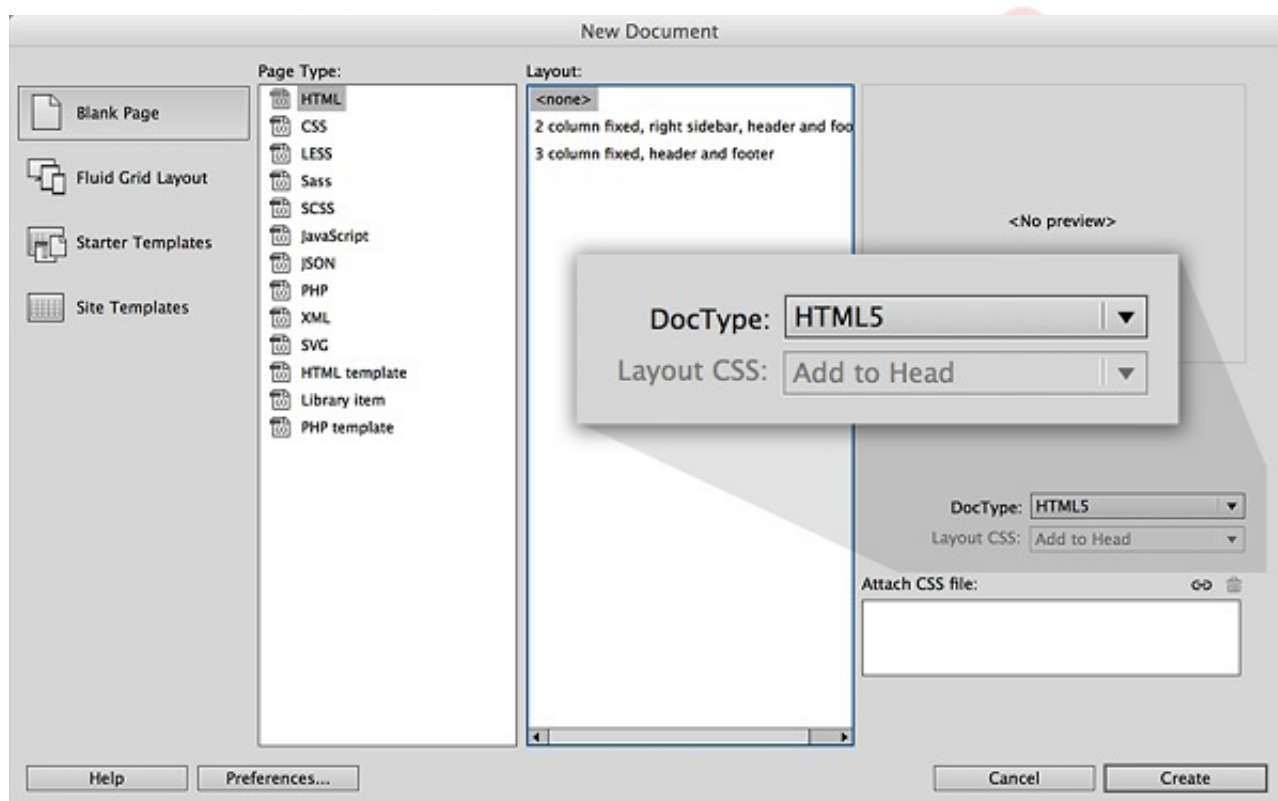 New Document
Page Type:
Layout:
Blank Page
Fluid Grid Layout
Starter Templates
Site Templates
HTML
CSS
LESS
Sass
SCSS
JavaScript
JSON
PHP
XML
SVG
HTML template
Library item
PHP template
<none>
2 column fixed, right sidebar, header and foo
3 column fixed, header and footer
<No preview>
DocType: HTML5
Layout CSS: Add to Head
DocType: HTML5
Layout CSS: Add to Head
Attach CSS file:
Help
Preferences...
Cancel
Create